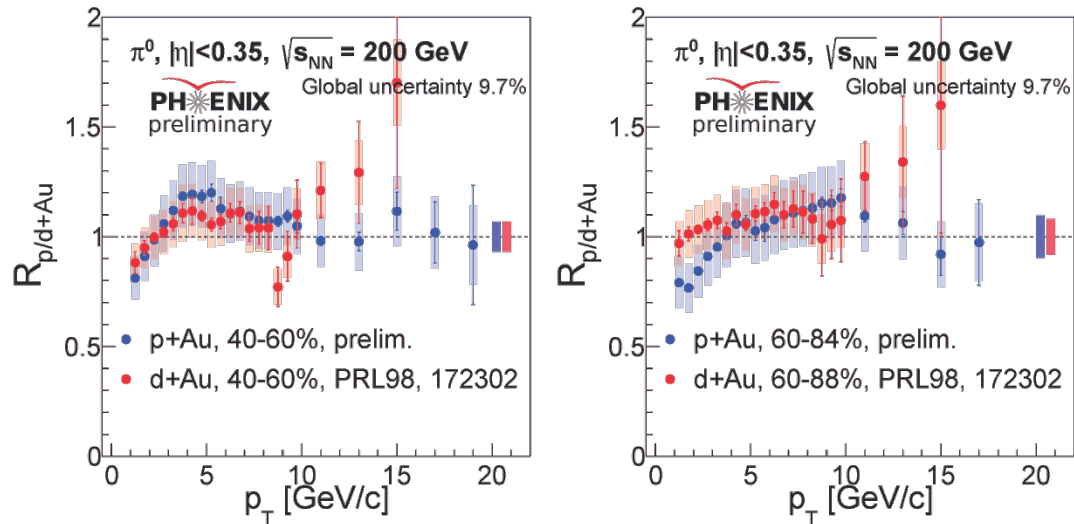 2
π⁰, |η|<0.35, √sNN = 200 GeV
Global uncertainty 9.7%
PHENIX
preliminary
1.5
1
0.5
0
R p/d+Au
p+Au, 40-60%, prelim.
d+Au, 40-60%, PRL98, 172302
0 5 10 15 20
pT [GeV/c]
2
π⁰, |η|<0.35, √sNN = 200 GeV
Global uncertainty 9.7%
PHENIX
preliminary
1.5
1
0.5
0
R p/d+Au
p+Au, 60-84%, prelim.
d+Au, 60-88%, PRL98, 172302
0 5 10 15 20
pT [GeV/c]